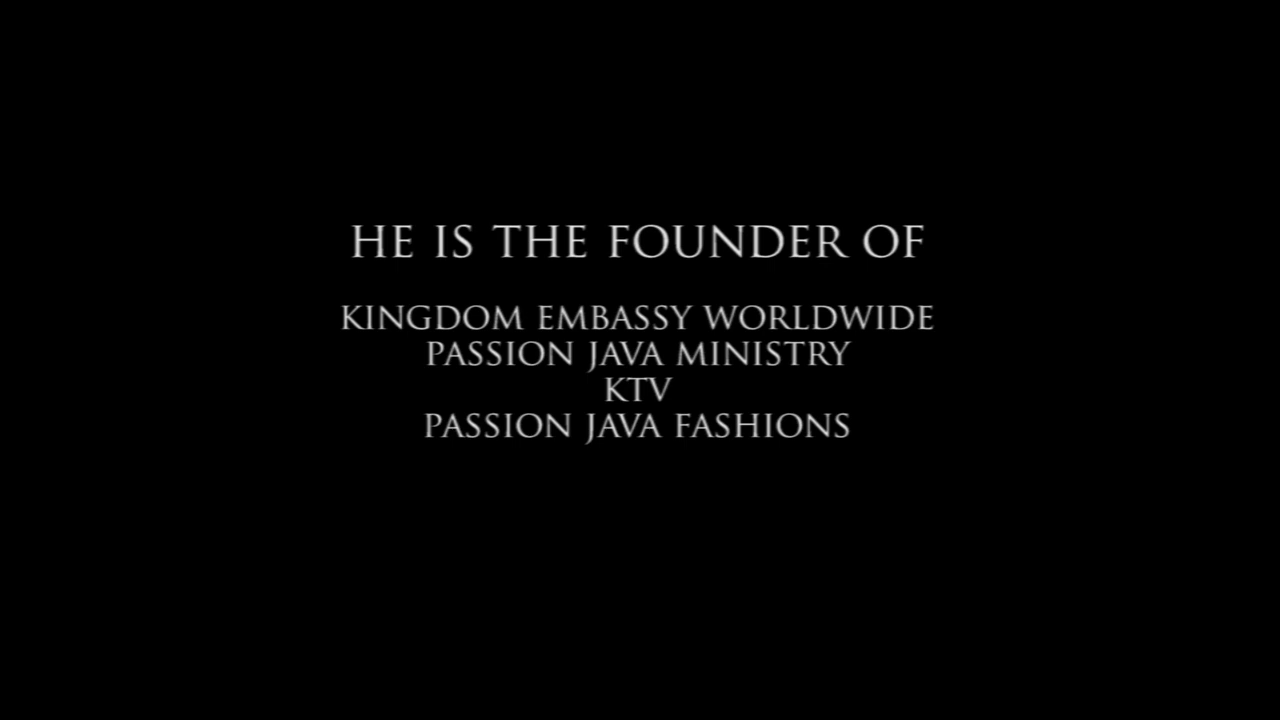 HE IS THE FOUNDER OF
KINGDOM EMBASSY WORLDWIDE
PASSION JAVA MINISTRY
KTV
PASSION JAVA FASHIONS